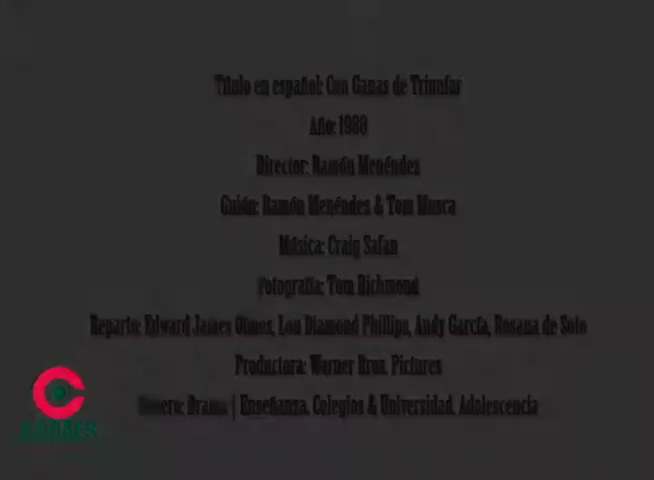 Título en español: Con Ganas de Triunfar
Año: 1988
Director: Ramón Menéndez
Guión: Ramón Menéndez & Tom Musca
Música: Craig Safan
Fotografía: Tom Richmond
Reparto: Edward James Olmos, Lou Diamond Phillips, Andy García, Rosana de Soto
Productora: Warner Bros. Pictures
Género: Drama | Enseñanza, Colegios & Universidad, Adolescencia